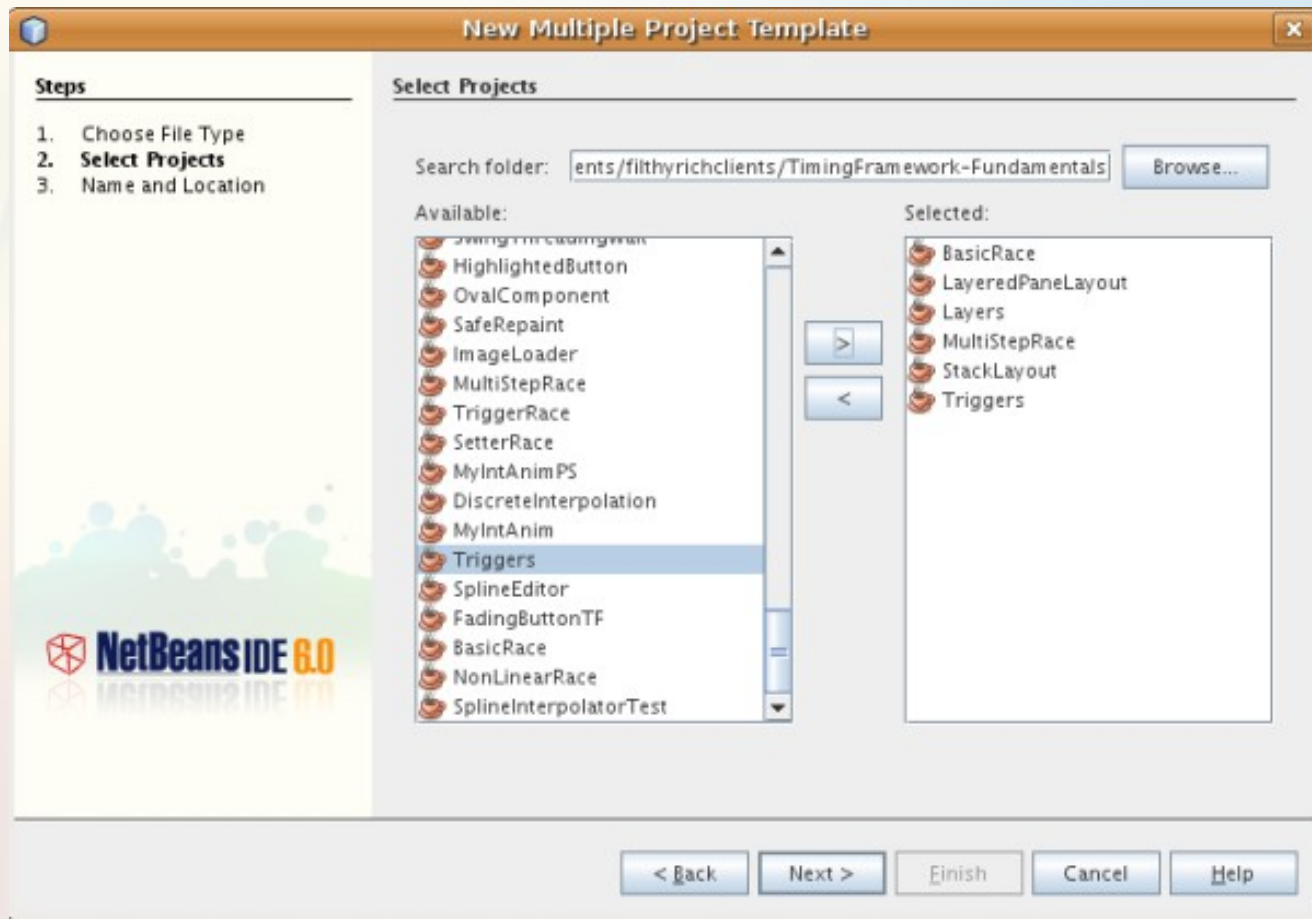 New Multiple Project Template
Steps
1. Choose File Type
2. Select Projects
3. Name and Location
NetBeans IDE 6.0
Select Projects
Search folder: ents/filthyrichclients/TimingFramework-Fundamentals Browse...
Available:
SwingThreadingWait
HighlightedButton
OvalComponent
SafeRepaint
ImageLoader
MultiStepRace
TriggerRace
SetterRace
MyIntAnimPS
DiscreteInterpolation
MyIntAnim
Triggers
SplineEditor
FadingButtonTF
BasicRace
NonLinearRace
SplineInterpolatorTest
>
<
Selected:
BasicRace
LayeredPaneLayout
Layers
MultiStepRace
StackLayout
Triggers
< Back Next > Finish Cancel Help